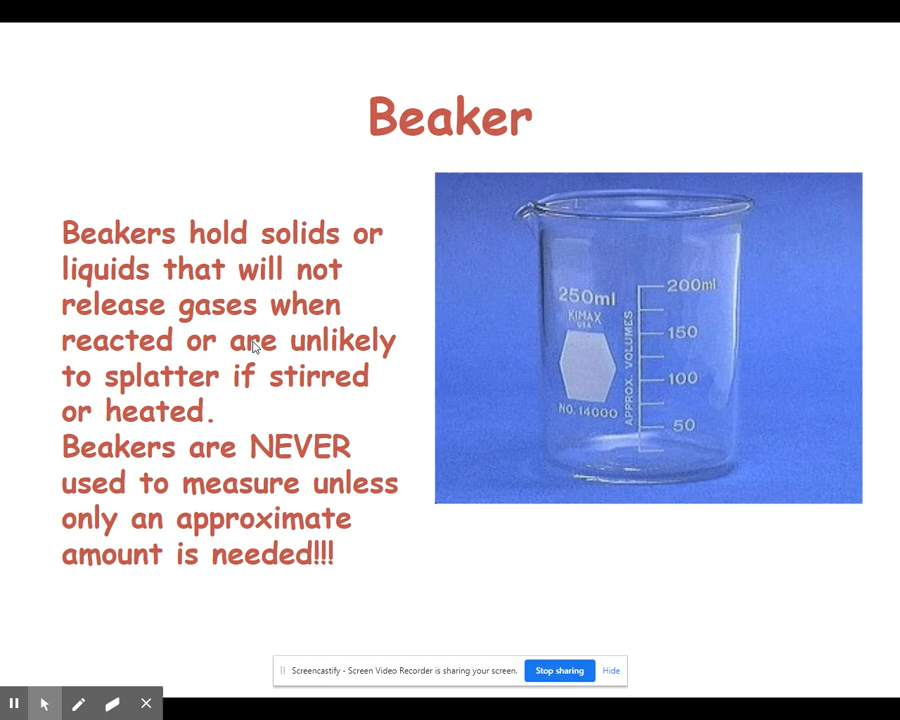 Beaker
Beakers hold solids or
liquids that will not
release gases when
reacted or are unlikely
to splatter if stirred
or heated.
Beakers are NEVER
used to measure unless
only an approximate
amount is needed!!!
250ml
KIMAX
USA
NO. 14000
APPROX. VOLUMES
200ml
150
100
50
Screencastify - Screen Video Recorder is sharing your screen.
Stop sharing
Hide